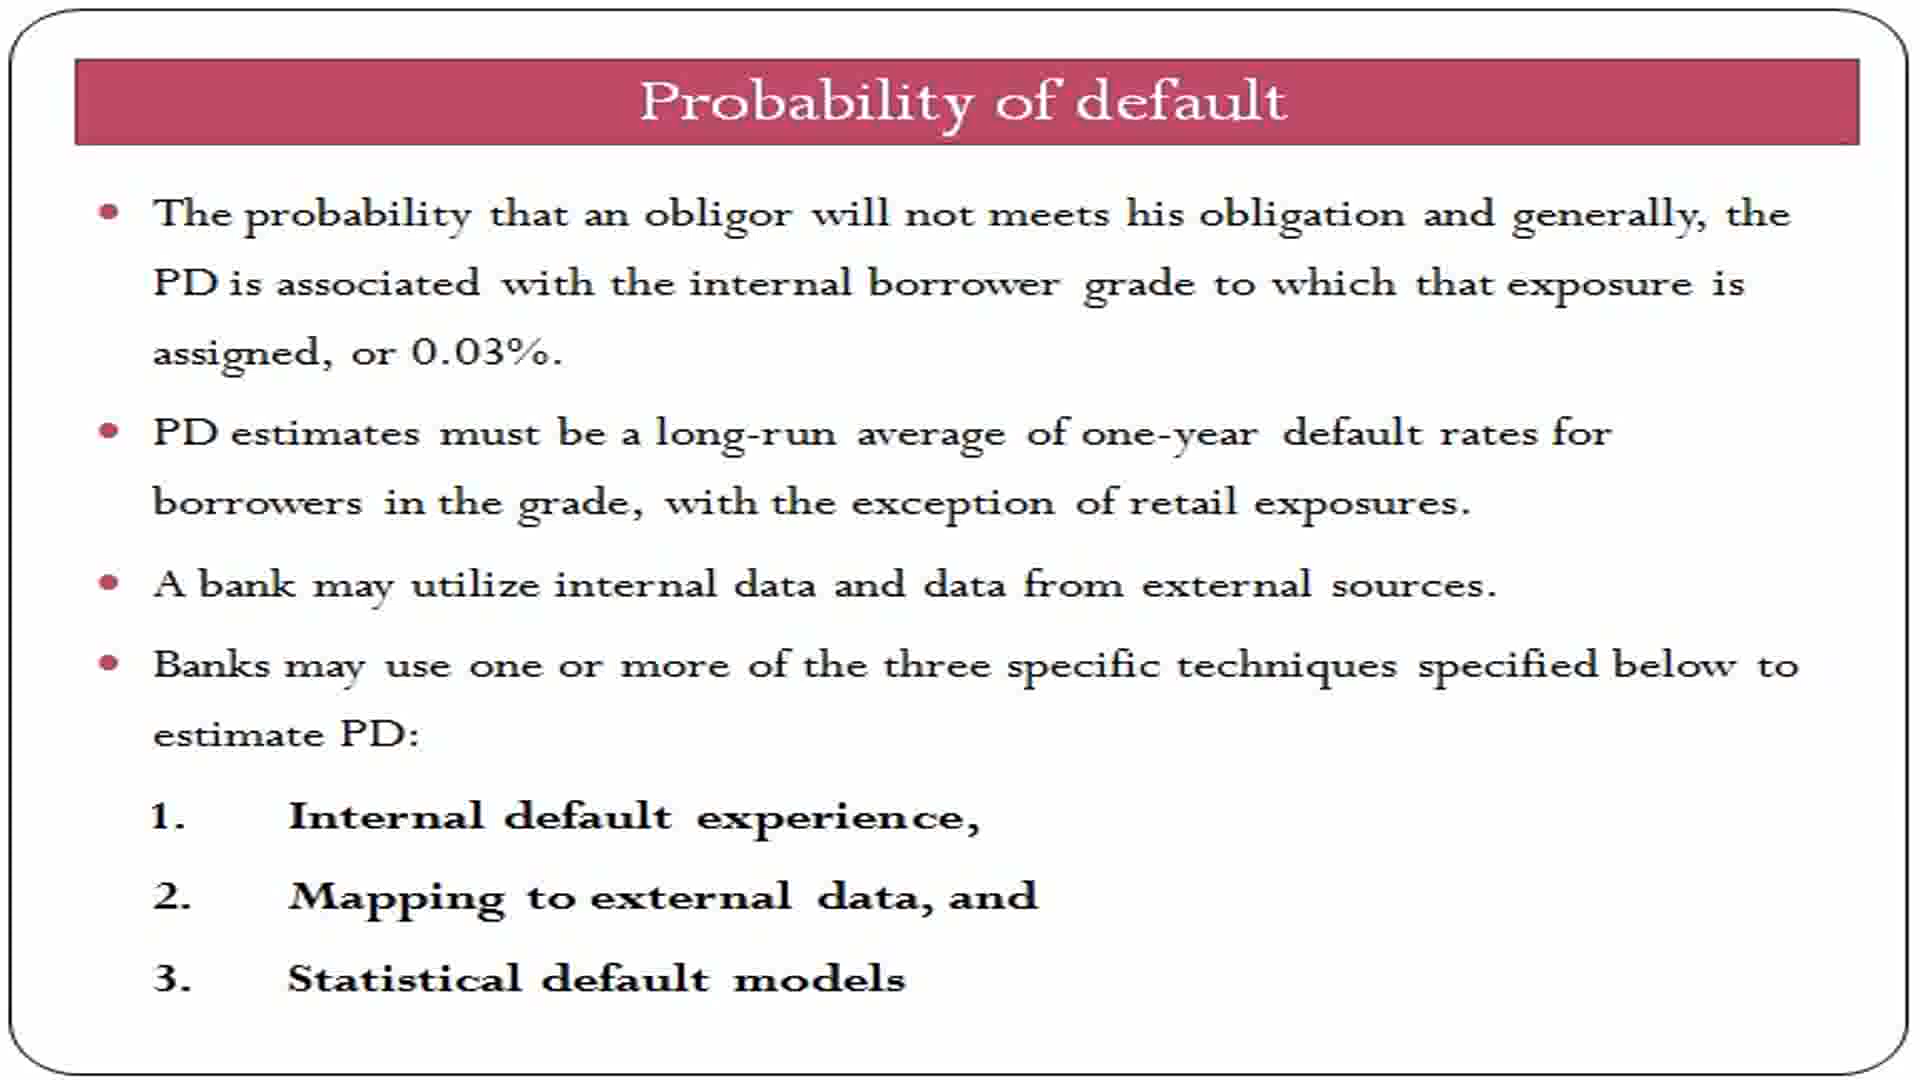 Probability of default
• The probability that an obligor will not meets his obligation and generally, the
PD is associated with the internal borrower grade to which that exposure is
assigned, or 0.03%.
• PD estimates must be a long-run average of one-year default rates for
borrowers in the grade, with the exception of retail exposures.
• A bank may utilize internal data and data from external sources.
• Banks may use one or more of the three specific techniques specified below to
estimate PD:
1. Internal default experience,
2. Mapping to external data, and
3. Statistical default models